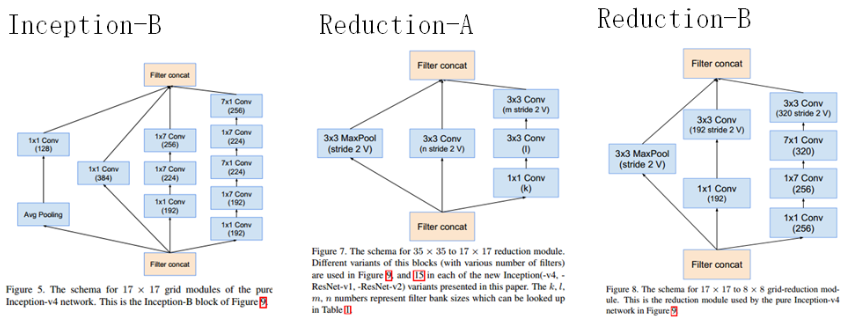 Inception-B
Filter concat
7x1 Conv
(256)
1x7 Conv
(256)
1x7 Conv
(224)
1x1 Conv
(128)
1x1 Conv
(384)
1x7 Conv
(224)
7x1 Conv
(224)
Avg Pooling
1x1 Conv
(192)
1x7 Conv
(192)
1x1 Conv
(192)
Filter concat
Figure 5. The schema for 17 × 17 grid modules of the pure
Inception-v4 network. This is the Inception-B block of Figure 9.
Reduction-A
Filter concat
3x3 Conv
(m stride 2 V)
3x3 MaxPool
(stride 2 V)
3x3 Conv
(n stride 2 V)
3x3 Conv
(l)
1x1 Conv
(k)
Filter concat
Figure 7. The schema for 35 × 35 to 17 × 17 reduction module.
Different variants of this blocks (with various number of filters)
are used in Figure 9, and 15 in each of the new Inception(-v4, -
ResNet-v1, -ResNet-v2) variants presented in this paper. The k, l,
m, n numbers represent filter bank sizes which can be looked up
in Table 1.
Reduction-B
Filter concat
3x3 Conv
(320 stride 2 V)
3x3 Conv
(192 stride 2 V)
7x1 Conv
(320)
3x3 MaxPool
(stride 2 V)
1x7 Conv
(256)
1x1 Conv
(192)
1x1 Conv
(256)
Filter concat
Figure 8. The schema for 17 × 17 to 8 × 8 grid-reduction mod-
ule. This is the reduction module used by the pure Inception-v4
network in Figure 9.